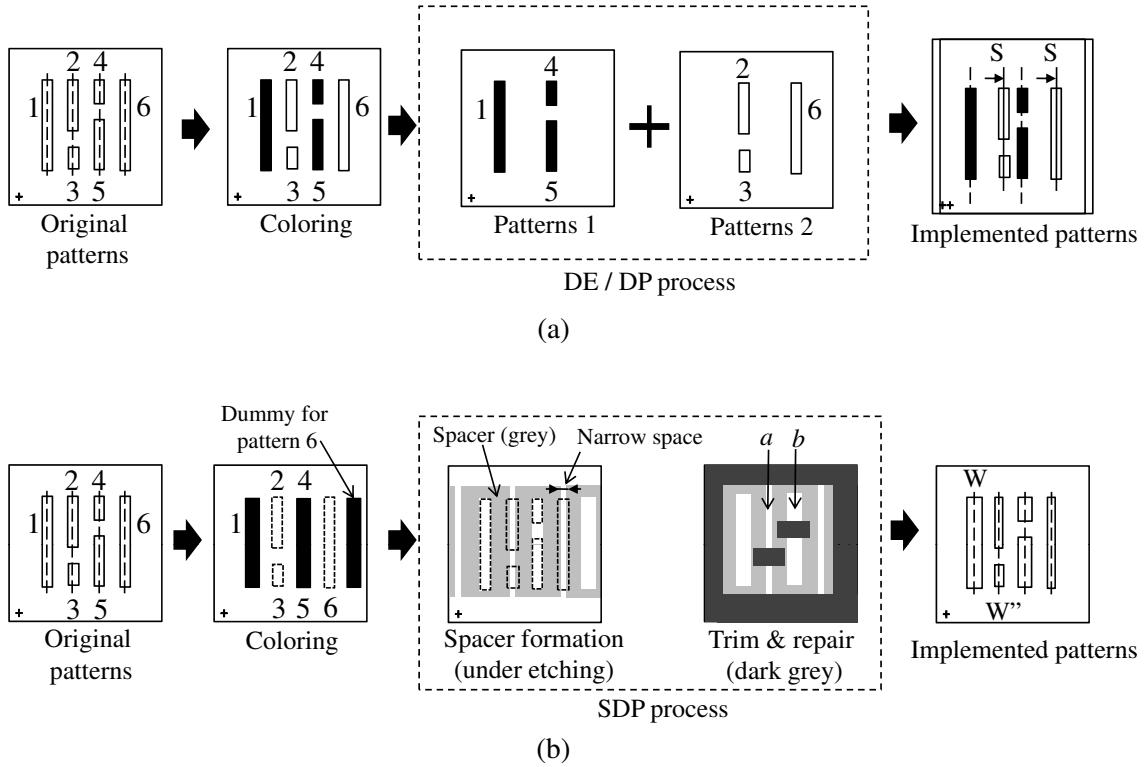 2 4
1 6
3 5
Original
patterns
2 4
1 6
3 5
Coloring
4
1
5
Patterns 1
+
2
6
3
Patterns 2
DE / DP process
S S
Implemented patterns
(a)
Dummy for
pattern 6
2 4
1 6
3 5
Original
patterns
2 4
1
3 5 6
Coloring
Spacer (grey)
Narrow space
Spacer formation
(under etching)
a b
Trim & repair
(dark grey)
SDP process
W
W”
Implemented patterns
(b)